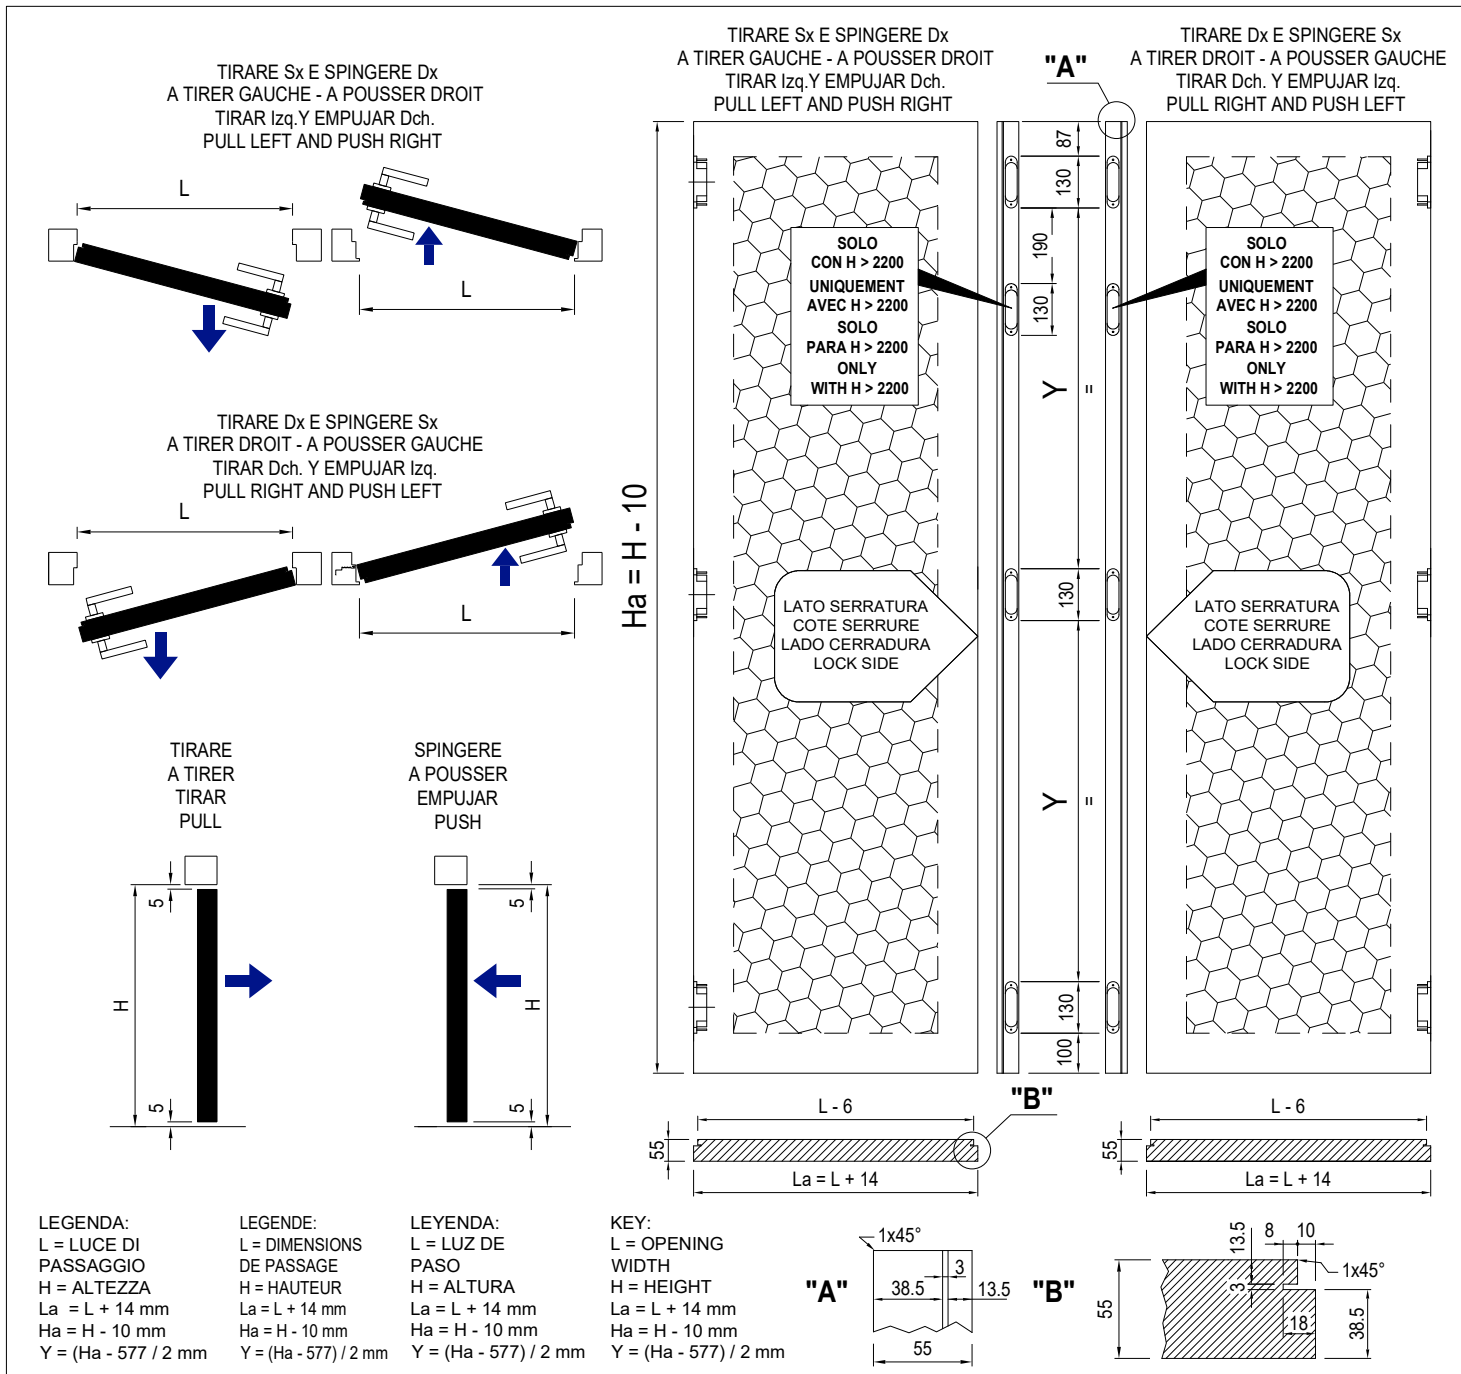 TIRARE Sx E SPINGERE Dx
A TIRER GAUCHE - A POUSSER DROIT
TIRAR Izq.Y EMPUJAR Dch.
PULL LEFT AND PUSH RIGHT
L
L
TIRARE Dx E SPINGERE Sx
A TIRER DROIT - A POUSSER GAUCHE
TIRAR Dch. Y EMPUJAR Izq.
PULL RIGHT AND PUSH LEFT
L
L
TIRARE
A TIRER
TIRAR
PULL
SPINGERE
A POUSSER
EMPUJAR
PUSH
5
H
5
5
H
5
TIRARE Sx E SPINGERE Dx
A TIRER GAUCHE - A POUSSER DROIT
TIRAR Izq.Y EMPUJAR Dch.
PULL LEFT AND PUSH RIGHT
"A"
TIRARE Dx E SPINGERE Sx
A TIRER DROIT - A POUSSER GAUCHE
TIRAR Dch. Y EMPUJAR Izq.
PULL RIGHT AND PUSH LEFT
Ha = H - 10
SOLO
CON H > 2200
UNIQUEMENT
AVEC H > 2200
SOLO
PARA H > 2200
ONLY
WITH H > 2200
LATO SERRATURA
COTE SERRURE
LADO CERRADURA
LOCK SIDE
87
130
190
130
Y =
130
Y =
130
100
SOLO
CON H > 2200
UNIQUEMENT
AVEC H > 2200
SOLO
PARA H > 2200
ONLY
WITH H > 2200
LATO SERRATURA
COTE SERRURE
LADO CERRADURA
LOCK SIDE
L - 6
"B"
55
La = L + 14
L - 6
55
La = L + 14
LEGENDA:
L = LUCE DI
PASSAGGIO
H = ALTEZZA
La = L + 14 mm
Ha = H - 10 mm
Y = (Ha - 577 / 2 mm
LEGENDE:
L = DIMENSIONS
DE PASSAGE
H = HAUTEUR
La = L + 14 mm
Ha = H - 10 mm
Y = (Ha - 577) / 2 mm
LEYENDA:
L = LUZ DE
PASO
H = ALTURA
La = L + 14 mm
Ha = H - 10 mm
Y = (Ha - 577) / 2 mm
KEY:
L = OPENING
WIDTH
H = HEIGHT
La = L + 14 mm
Ha = H - 10 mm
Y = (Ha - 577) / 2 mm
1x45°
"A"
3
38.5
13.5
55
"B"
13.5
8
10
1x45°
3
55
18
38.5